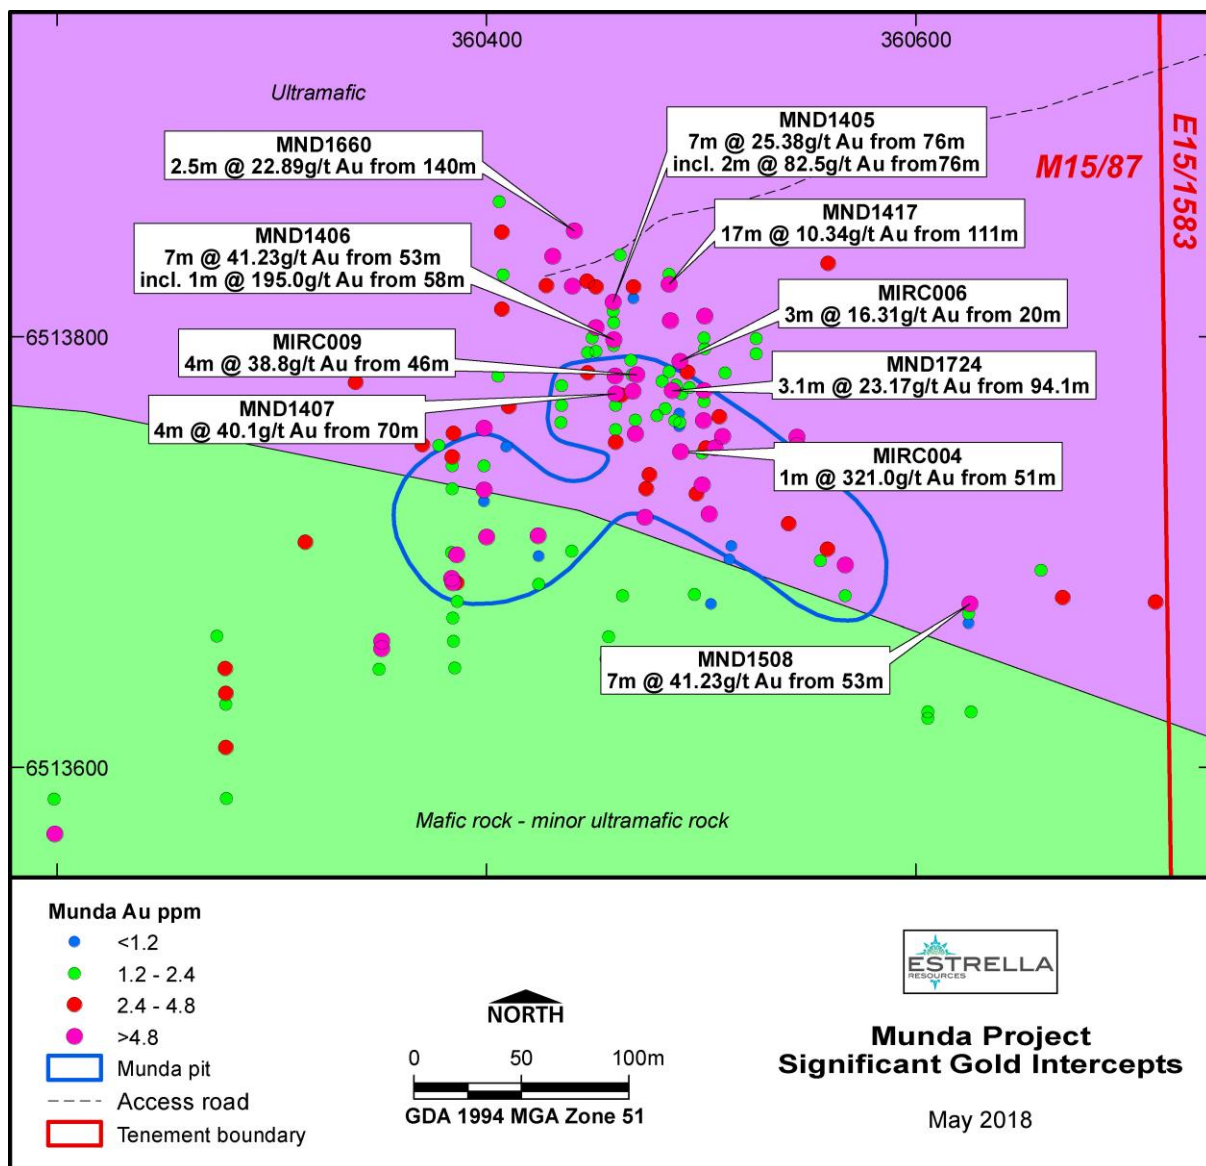 360400
360600
Ultramafic
MND1405
7m @ 25.38g/t Au from 76m
incl. 2m @ 82.5g/t Au from76m
MND1660
2.5m @ 22.89g/t Au from 140m
M15/87
E15/1583
MND1417
17m @ 10.34g/t Au from 111m
MND1406
7m @ 41.23g/t Au from 53m
incl. 1m @ 195.0g/t Au from 58m
MIRC006
3m @ 16.31g/t Au from 20m
6513800
MIRC009
4m @ 38.8g/t Au from 46m
MND1724
3.1m @ 23.17g/t Au from 94.1m
MND1407
4m @ 40.1g/t Au from 70m
MIRC004
1m @ 321.0g/t Au from 51m
MND1508
7m @ 41.23g/t Au from 53m
6513600
Mafic rock - minor ultramafic rock
Munda Au ppm
<1.2
1.2 - 2.4
2.4 - 4.8
>4.8
Munda pit
Access road
Tenement boundary
NORTH
0 50 100m
GDA 1994 MGA Zone 51
ESTRELLA
RESOURCES
Munda Project
Significant Gold Intercepts
May 2018